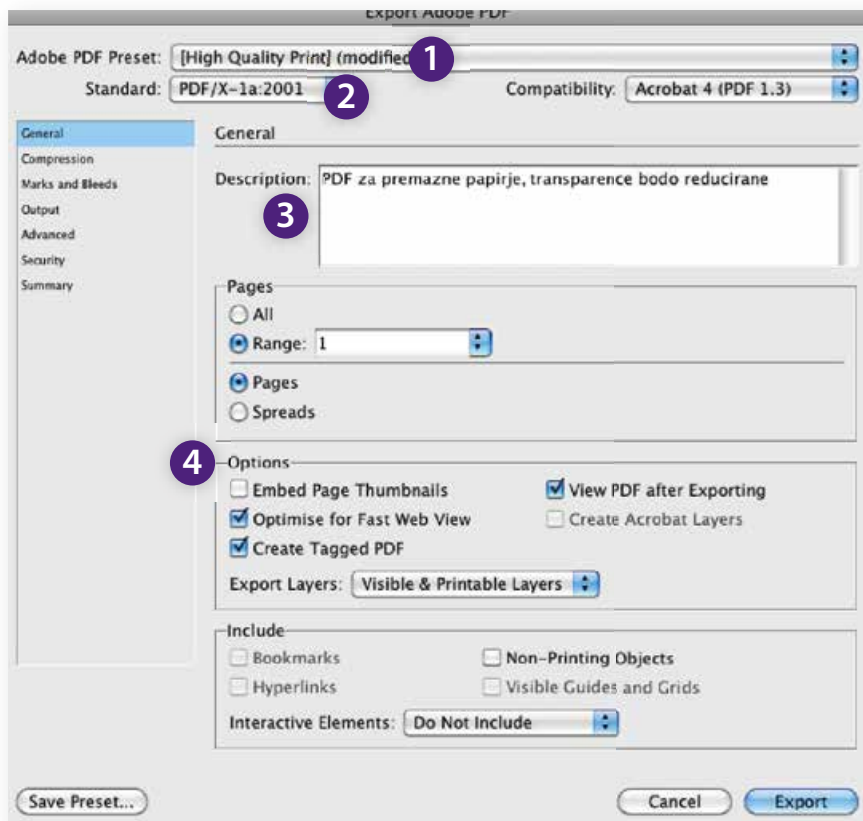 Export Adobe PDF
Adobe PDF Preset: [High Quality Print] (modified 1
Standard: PDF/X-1a:2001 2 Compatibility: Acrobat 4 (PDF 1.3)
General General
Compression
Description: PDF za premazne papirje, transparence bodo reducirane
Marks and Bleeds
3
Output
Advanced
Security
Summary
Pages
All
Range: 1
Pages
Spreads
4 Options
Embed Page Thumbnails View PDF after Exporting
Optimise for Fast Web View Create Acrobat Layers
Create Tagged PDF
Export Layers: Visible & Printable Layers
Include
Bookmarks Non-Printing Objects
Hyperlinks Visible Guides and Grids
Interactive Elements: Do Not Include
Save Preset... Cancel Export